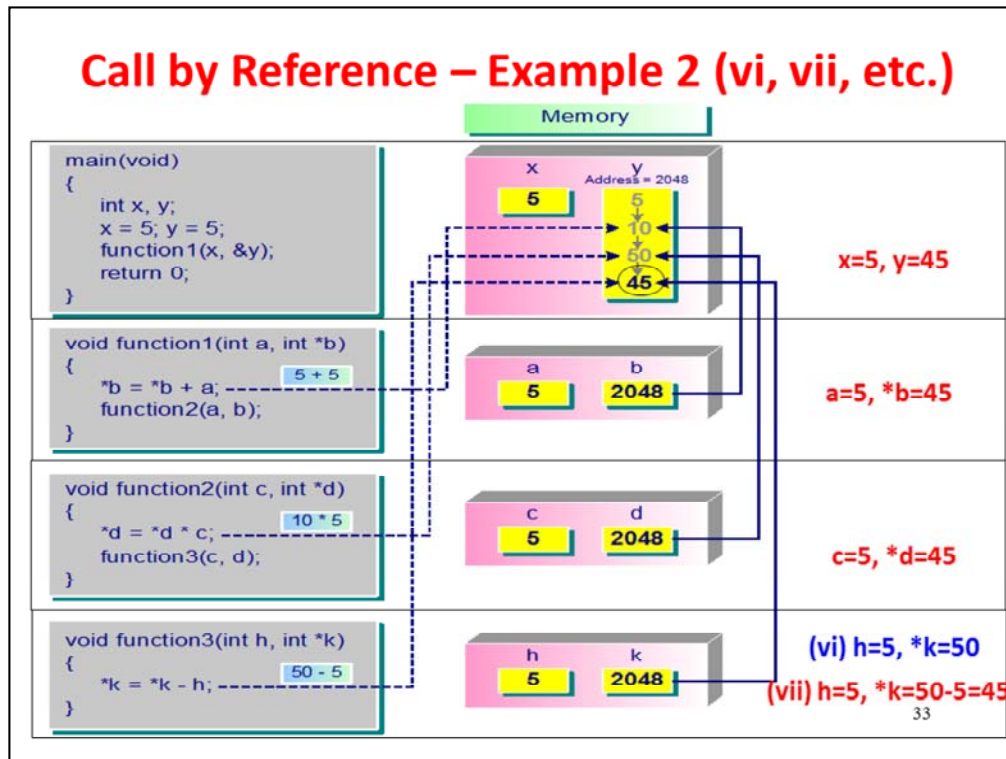 Call by Reference – Example 2 (vi, vii, etc.)
Memory
main(void)
{
int x, y;
x = 5; y = 5;
function1(x, &y);
return 0;
}
x
y
Address = 2048
5
5
10
50
45
x=5, y=45
void function1(int a, int *b)
{
*b = *b + a;
5 + 5
function2(a, b);
}
a
b
5
2048
a=5, *b=45
void function2(int c, int *d)
{
*d = *d * c;
10 * 5
function3(c, d);
}
c
d
5
2048
c=5, *d=45
void function3(int h, int *k)
{
*k = *k - h;
50 - 5
}
h
k
5
2048
(vi) h=5, *k=50
(vii) h=5, *k=50-5=45
33